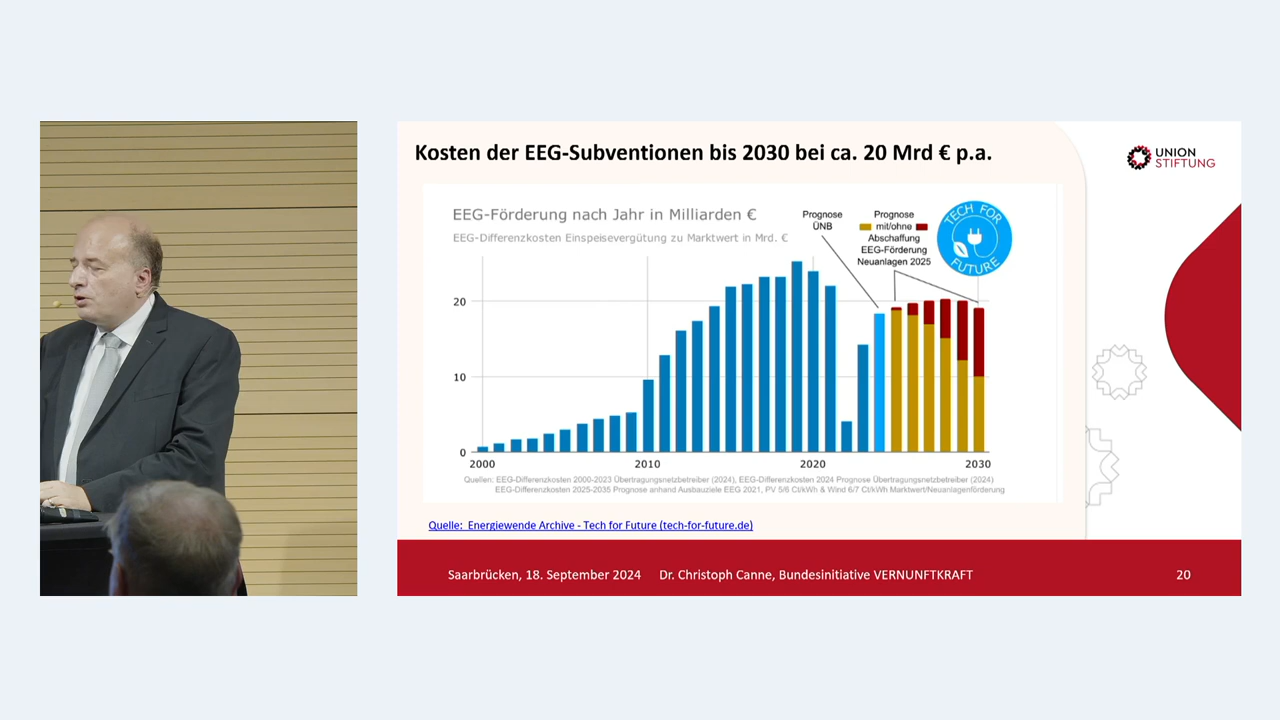 Kosten der EEG-Subventionen bis 2030 bei ca. 20 Mrd € p.a.
UNION
STIFTUNG
EEG-Förderung nach Jahr in Milliarden €
EEG-Differenzkosten Einspeisevergütung zu Marktwert in Mrd. €
Prognose
ÜNB
Prognose
mit/ohne
Abschaffung
EEG-Förderung
Neuanlagen 2025
TECH FOR
FUTURE
20
10
0
2000
2010
2020
2030
Quellen: EEG-Differenzkosten 2000-2023 Übertragungsnetzbetreiber (2024), EEG-Differenzkosten 2024 Prognose Übertragungsnetzbetreiber (2024)
EEG-Differenzkosten 2025-2035 Prognose anhand Ausbauziele EEG 2021, PV 5/6 Ct/kWh & Wind 6/7 Ct/kWh Marktwert/Neuanlagenförderung
Quelle: Energiewende Archive - Tech for Future (tech-for-future.de)
Saarbrücken, 18. September 2024 Dr. Christoph Canne, Bundesinitiative VERNUNFTKRAFT
20